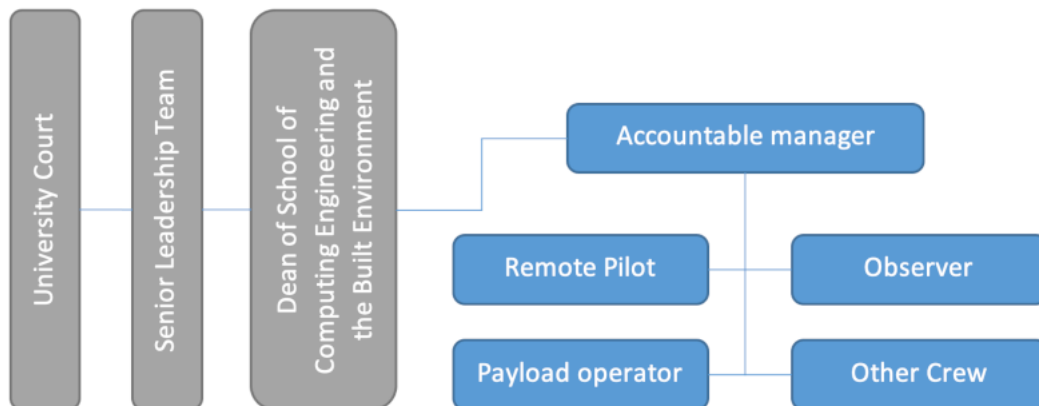 University Court
Senior Leadership Team
Dean of School of
Computing Engineering and
the Built Environment
Accountable manager
Remote Pilot
Observer
Payload operator
Other Crew